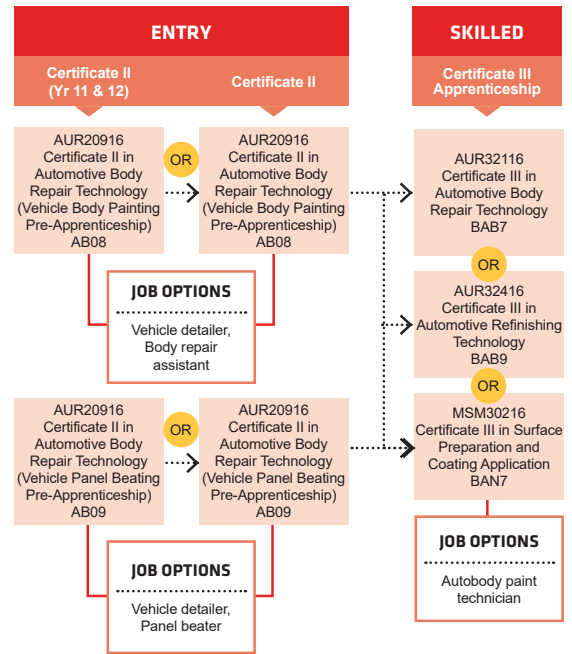 ENTRY
SKILLED
Certificate II
(Yr 11 & 12)
Certificate II
Certificate III
Apprenticeship
AUR20916
Certificate II in
Automotive Body
Repair Technology
(Vehicle Body Painting
Pre-Apprenticeship)
AB08
OR
AUR20916
Certificate II in
Automotive Body
Repair Technology
(Vehicle Body Painting
Pre-Apprenticeship)
AB08
JOB OPTIONS
Vehicle detailer,
Body repair
assistant
AUR20916
Certificate II in
Automotive Body
Repair Technology
(Vehicle Panel Beating
Pre-Apprenticeship)
AB09
OR
AUR20916
Certificate II in
Automotive Body
Repair Technology
(Vehicle Panel Beating
Pre-Apprenticeship)
AB09
JOB OPTIONS
Vehicle detailer,
Panel beater
AUR32116
Certificate III in
Automotive Body
Repair Technology
BAB7
OR
AUR32416
Certificate III in
Automotive Refinishing
Technology
BAB9
OR
MSM30216
Certificate III in Surface
Preparation and
Coating Application
BAN7
JOB OPTIONS
Autobody paint
technician